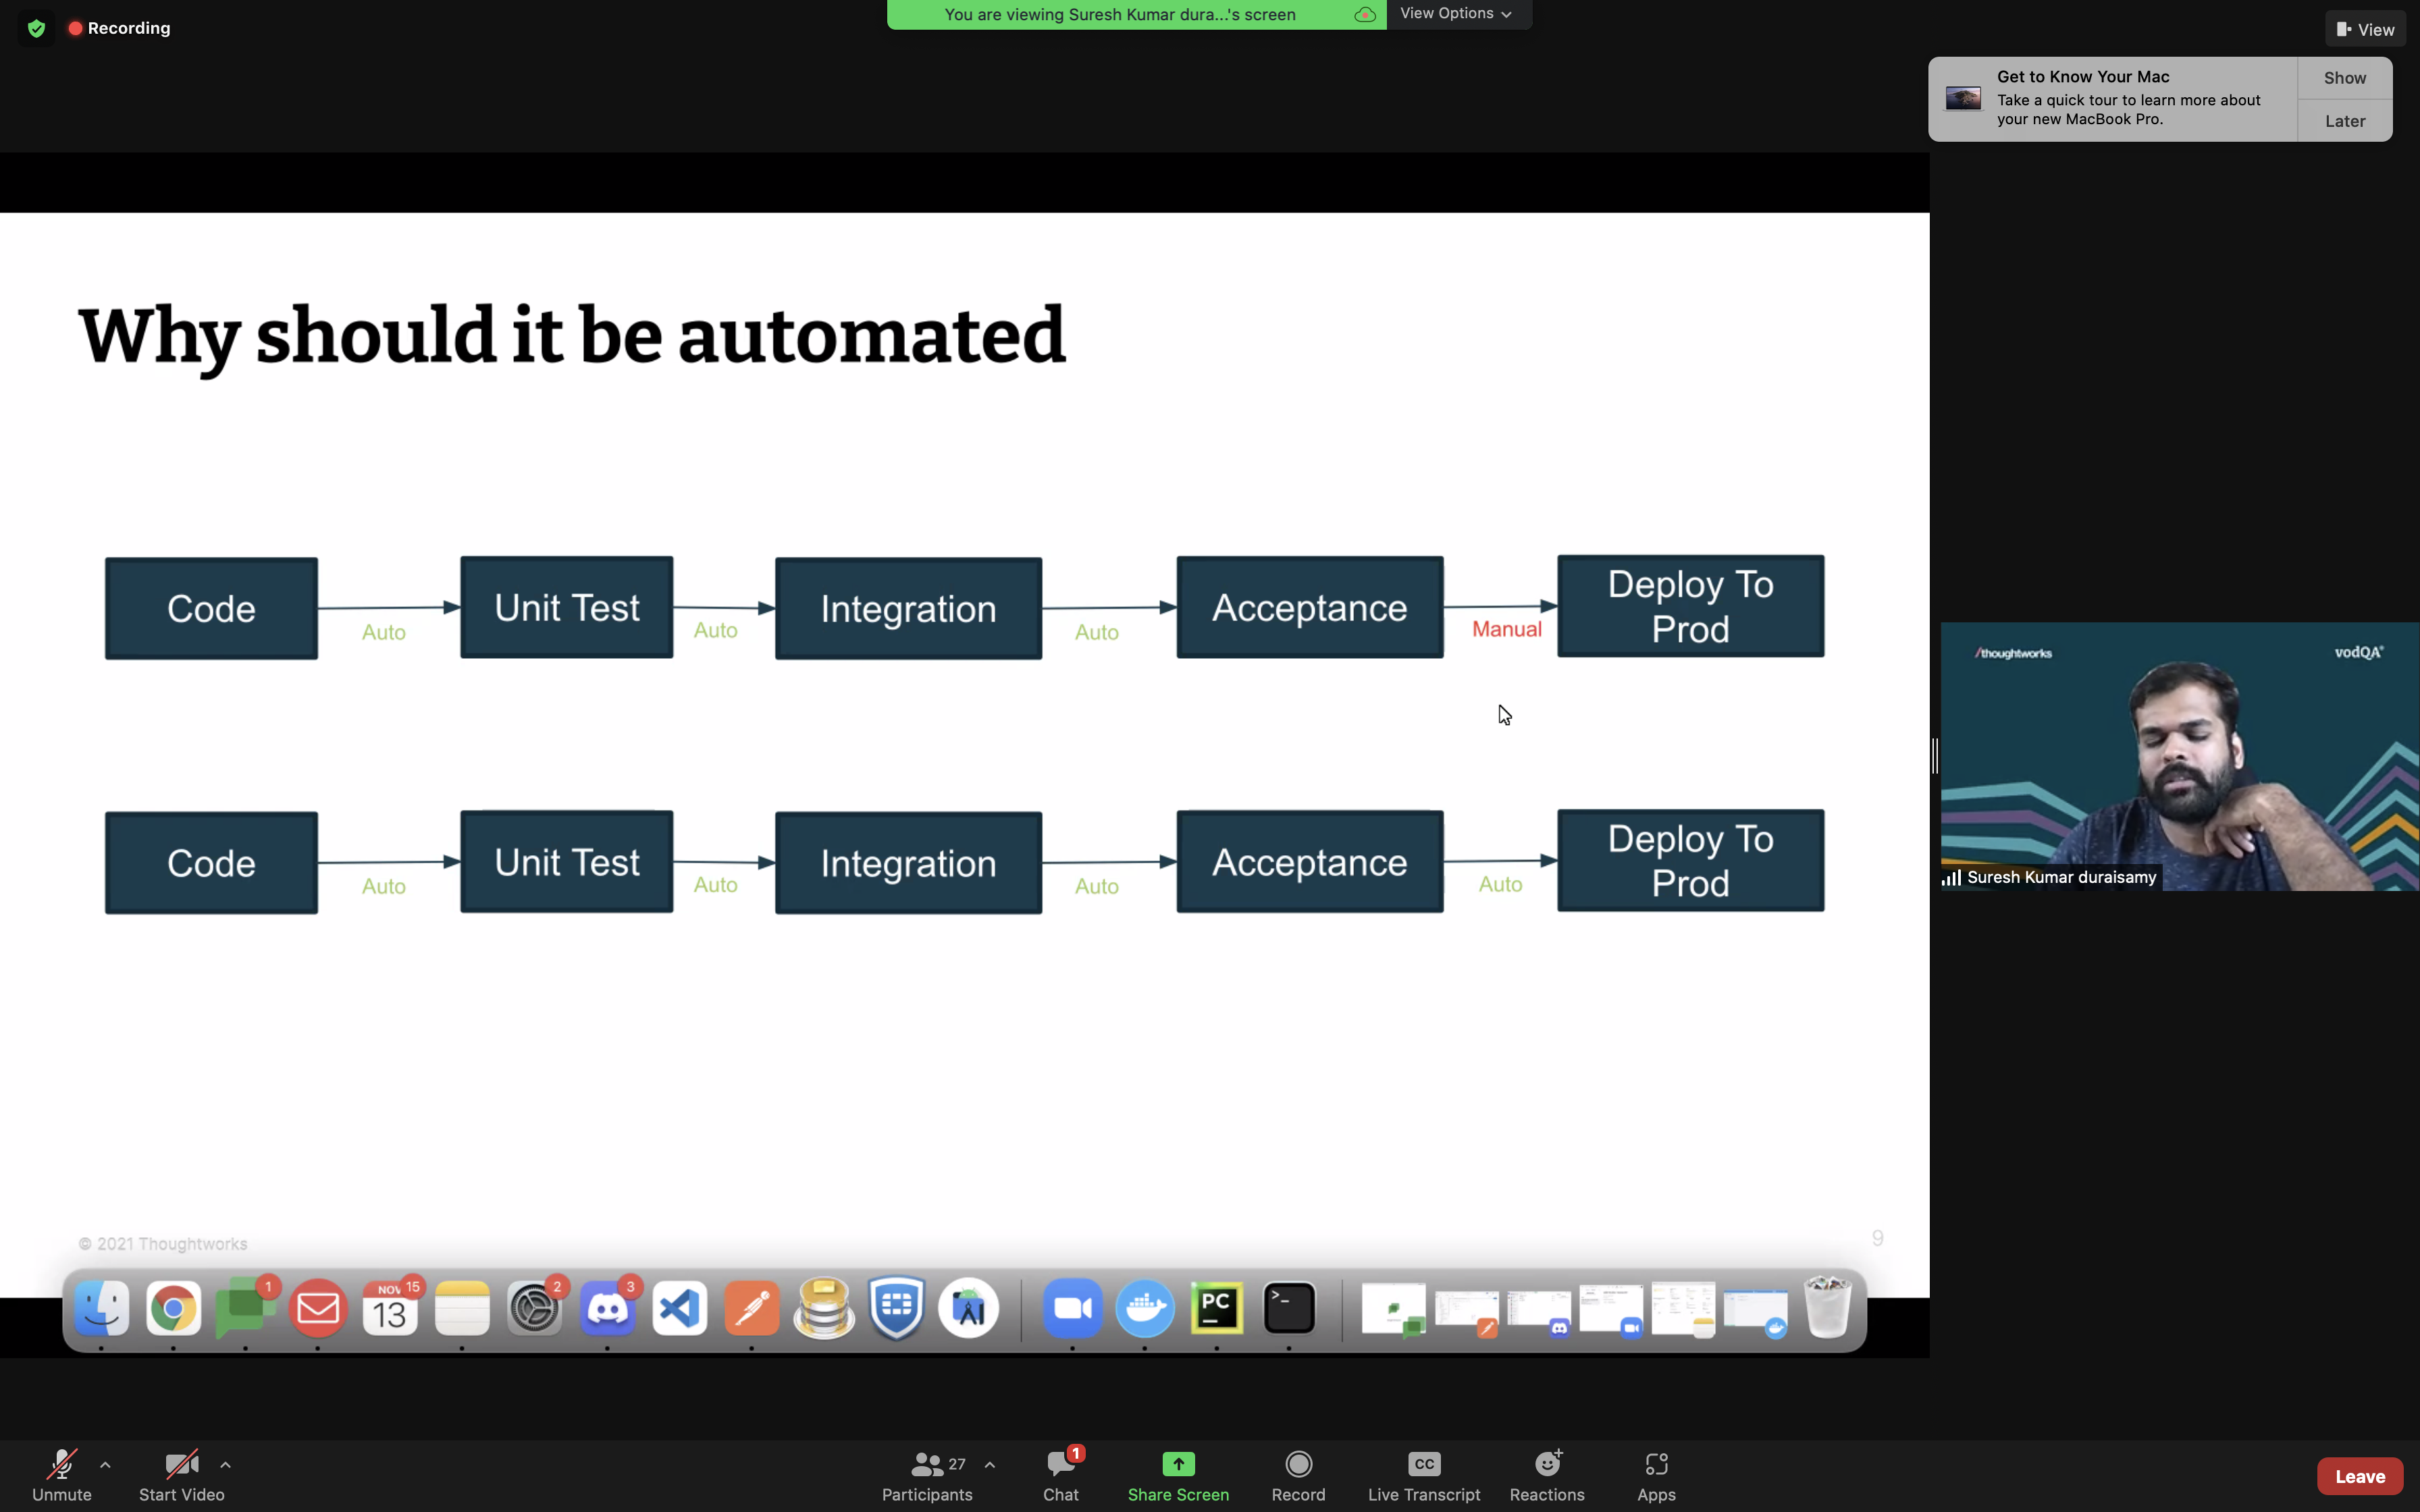 Recording
You are viewing Suresh Kumar dura...'s screen
View Options
View
Get to Know Your Mac
Take a quick tour to learn more about
your new MacBook Pro.
Show
Later
Why should it be automated
Code
Auto
Unit Test
Auto
Integration
Auto
Acceptance
Manual
Deploy To
Prod
Code
Auto
Unit Test
Auto
Integration
Auto
Acceptance
Auto
Deploy To
Prod
/thoughtworks
vodQA
Suresh Kumar duraisamy
© 2021 Thoughtworks
9
1
NOV 15
13
2
3
PC
>_
Unmute
Start Video
27
Participants
1
Chat
Share Screen
Record
CC
Live Transcript
Reactions
Apps
Leave